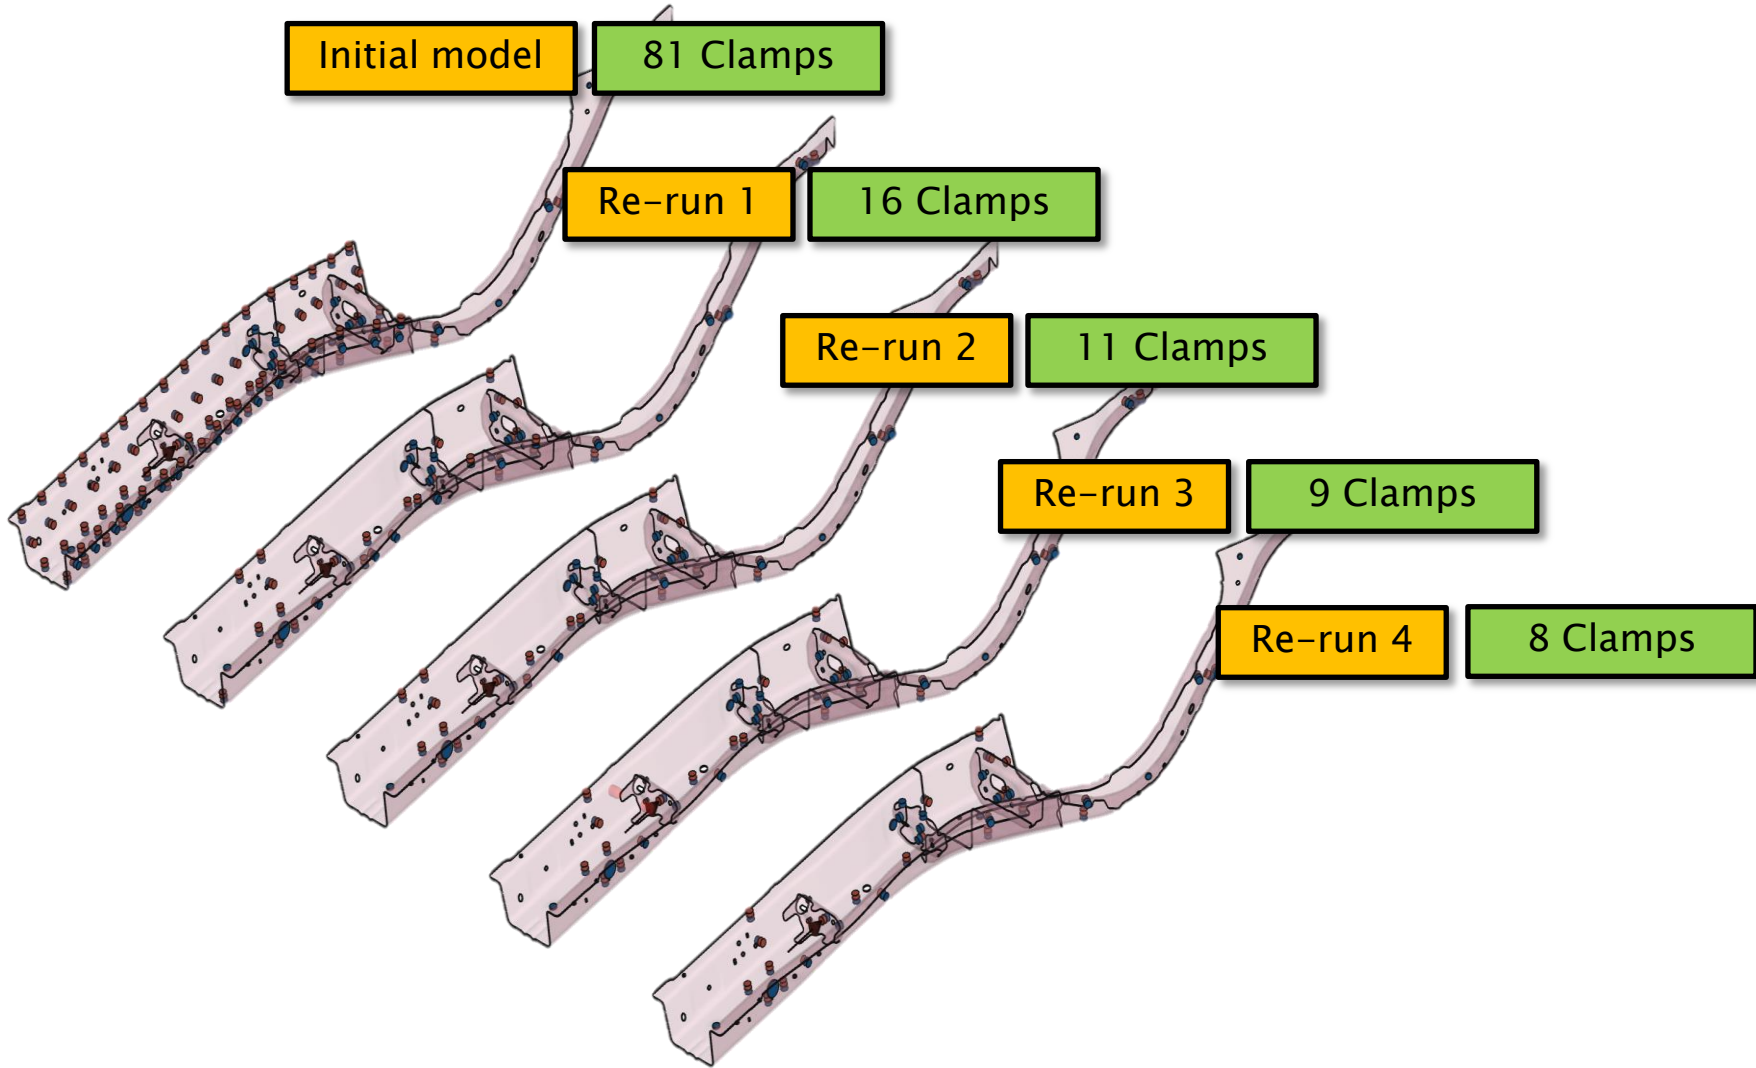 Initial model
81 Clamps
Re-run 1
16 Clamps
Re-run 2
11 Clamps
Re-run 3
9 Clamps
Re-run 4
8 Clamps